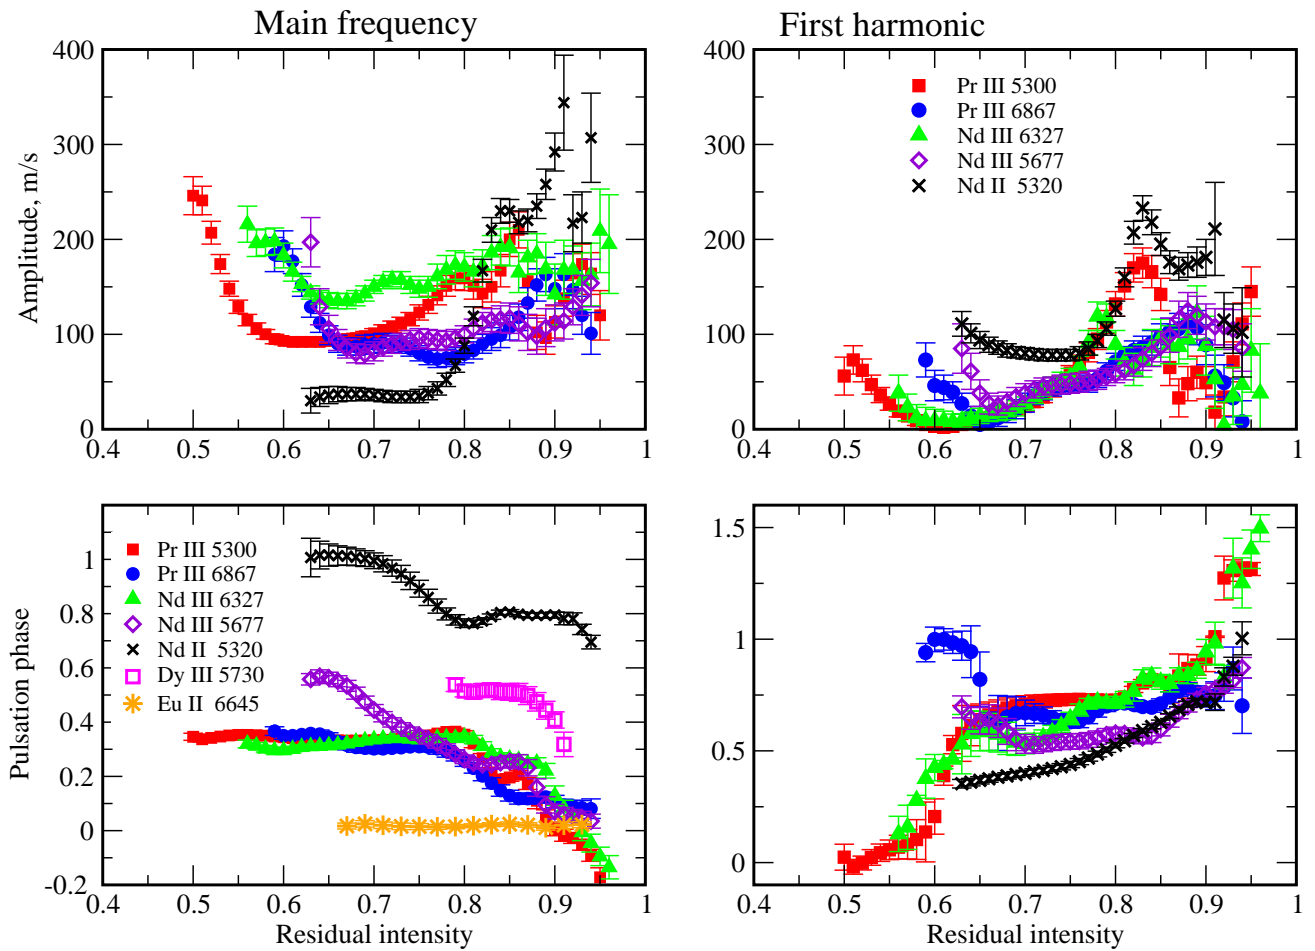 Main frequency
First harmonic
400
300
200
100
0
Amplitude, m/s
0.4 0.5 0.6 0.7 0.8 0.9 1
400
300
200
100
0
Pr III 5300
Pr III 6867
Nd III 6327
Nd III 5677
Nd II 5320
0.4 0.5 0.6 0.7 0.8 0.9 1
1
0.8
0.6
0.4
0.2
0
-0.2
Pulsation phase
Pr III 5300
Pr III 6867
Nd III 6327
Nd III 5677
Nd II 5320
Dy III 5730
Eu II 6645
0.4 0.5 0.6 0.7 0.8 0.9 1
Residual intensity
1.5
1
0.5
0
0.4 0.5 0.6 0.7 0.8 0.9 1
Residual intensity